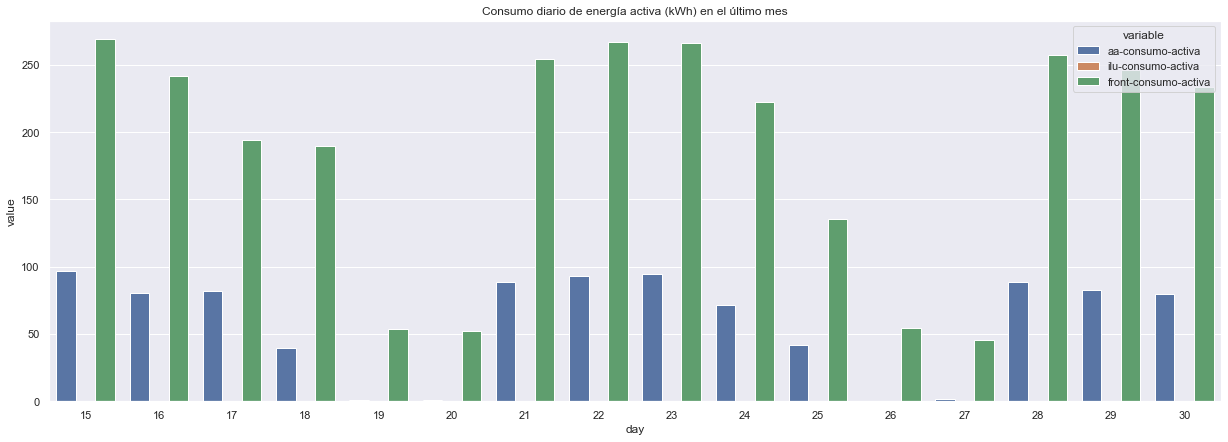 Consumo diario de energía activa (kWh) en el último mes
variable
aa-consumo-activa
ilu-consumo-activa
front-consumo-activa
250
200
150
100
50
0
value
15 16 17 18 19 20 21 22 23 24 25 26 27 28 29 30
day